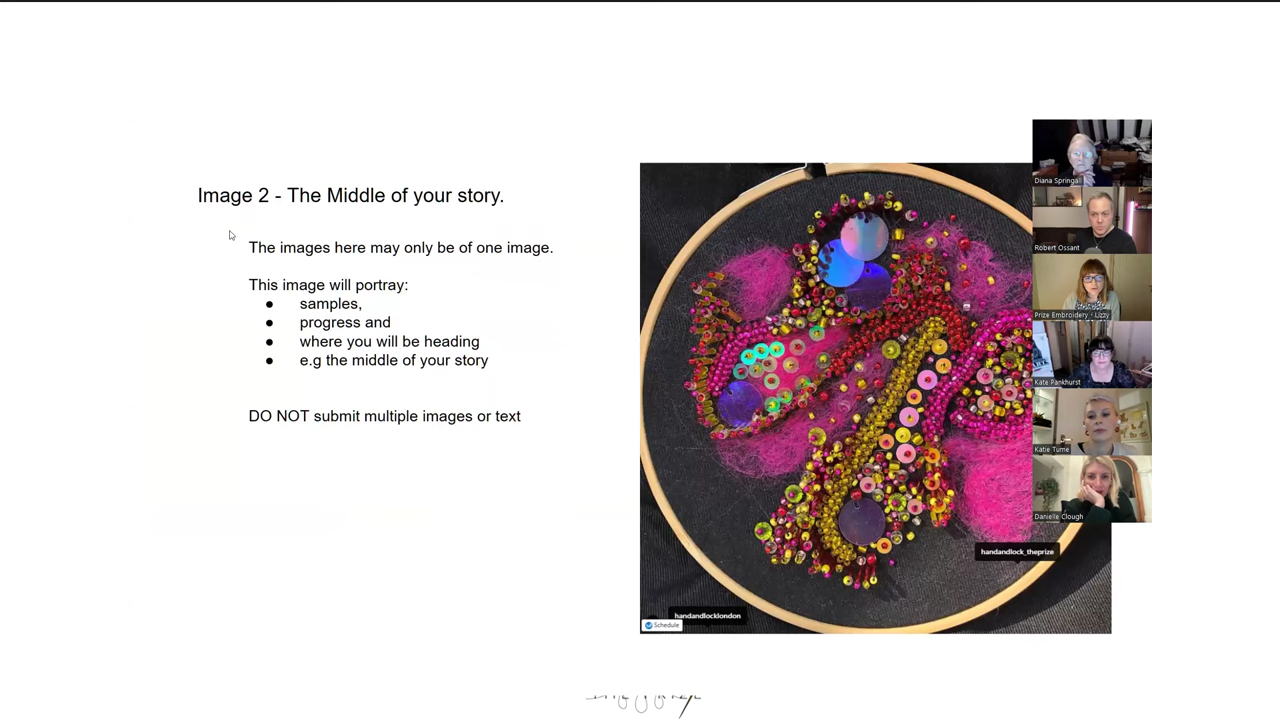 Image 2 - The Middle of your story.
The images here may only be of one image.
This image will portray:
● samples,
● progress and
● where you will be heading
● e.g the middle of your story
DO NOT submit multiple images or text
handandlock_theprize
handandlocklondon
Schedule
Diana Springall
Robert Ossant
Prize Embroidery - Lizzy
Kate Pankhurst
Katie Tume
Danielle Clough